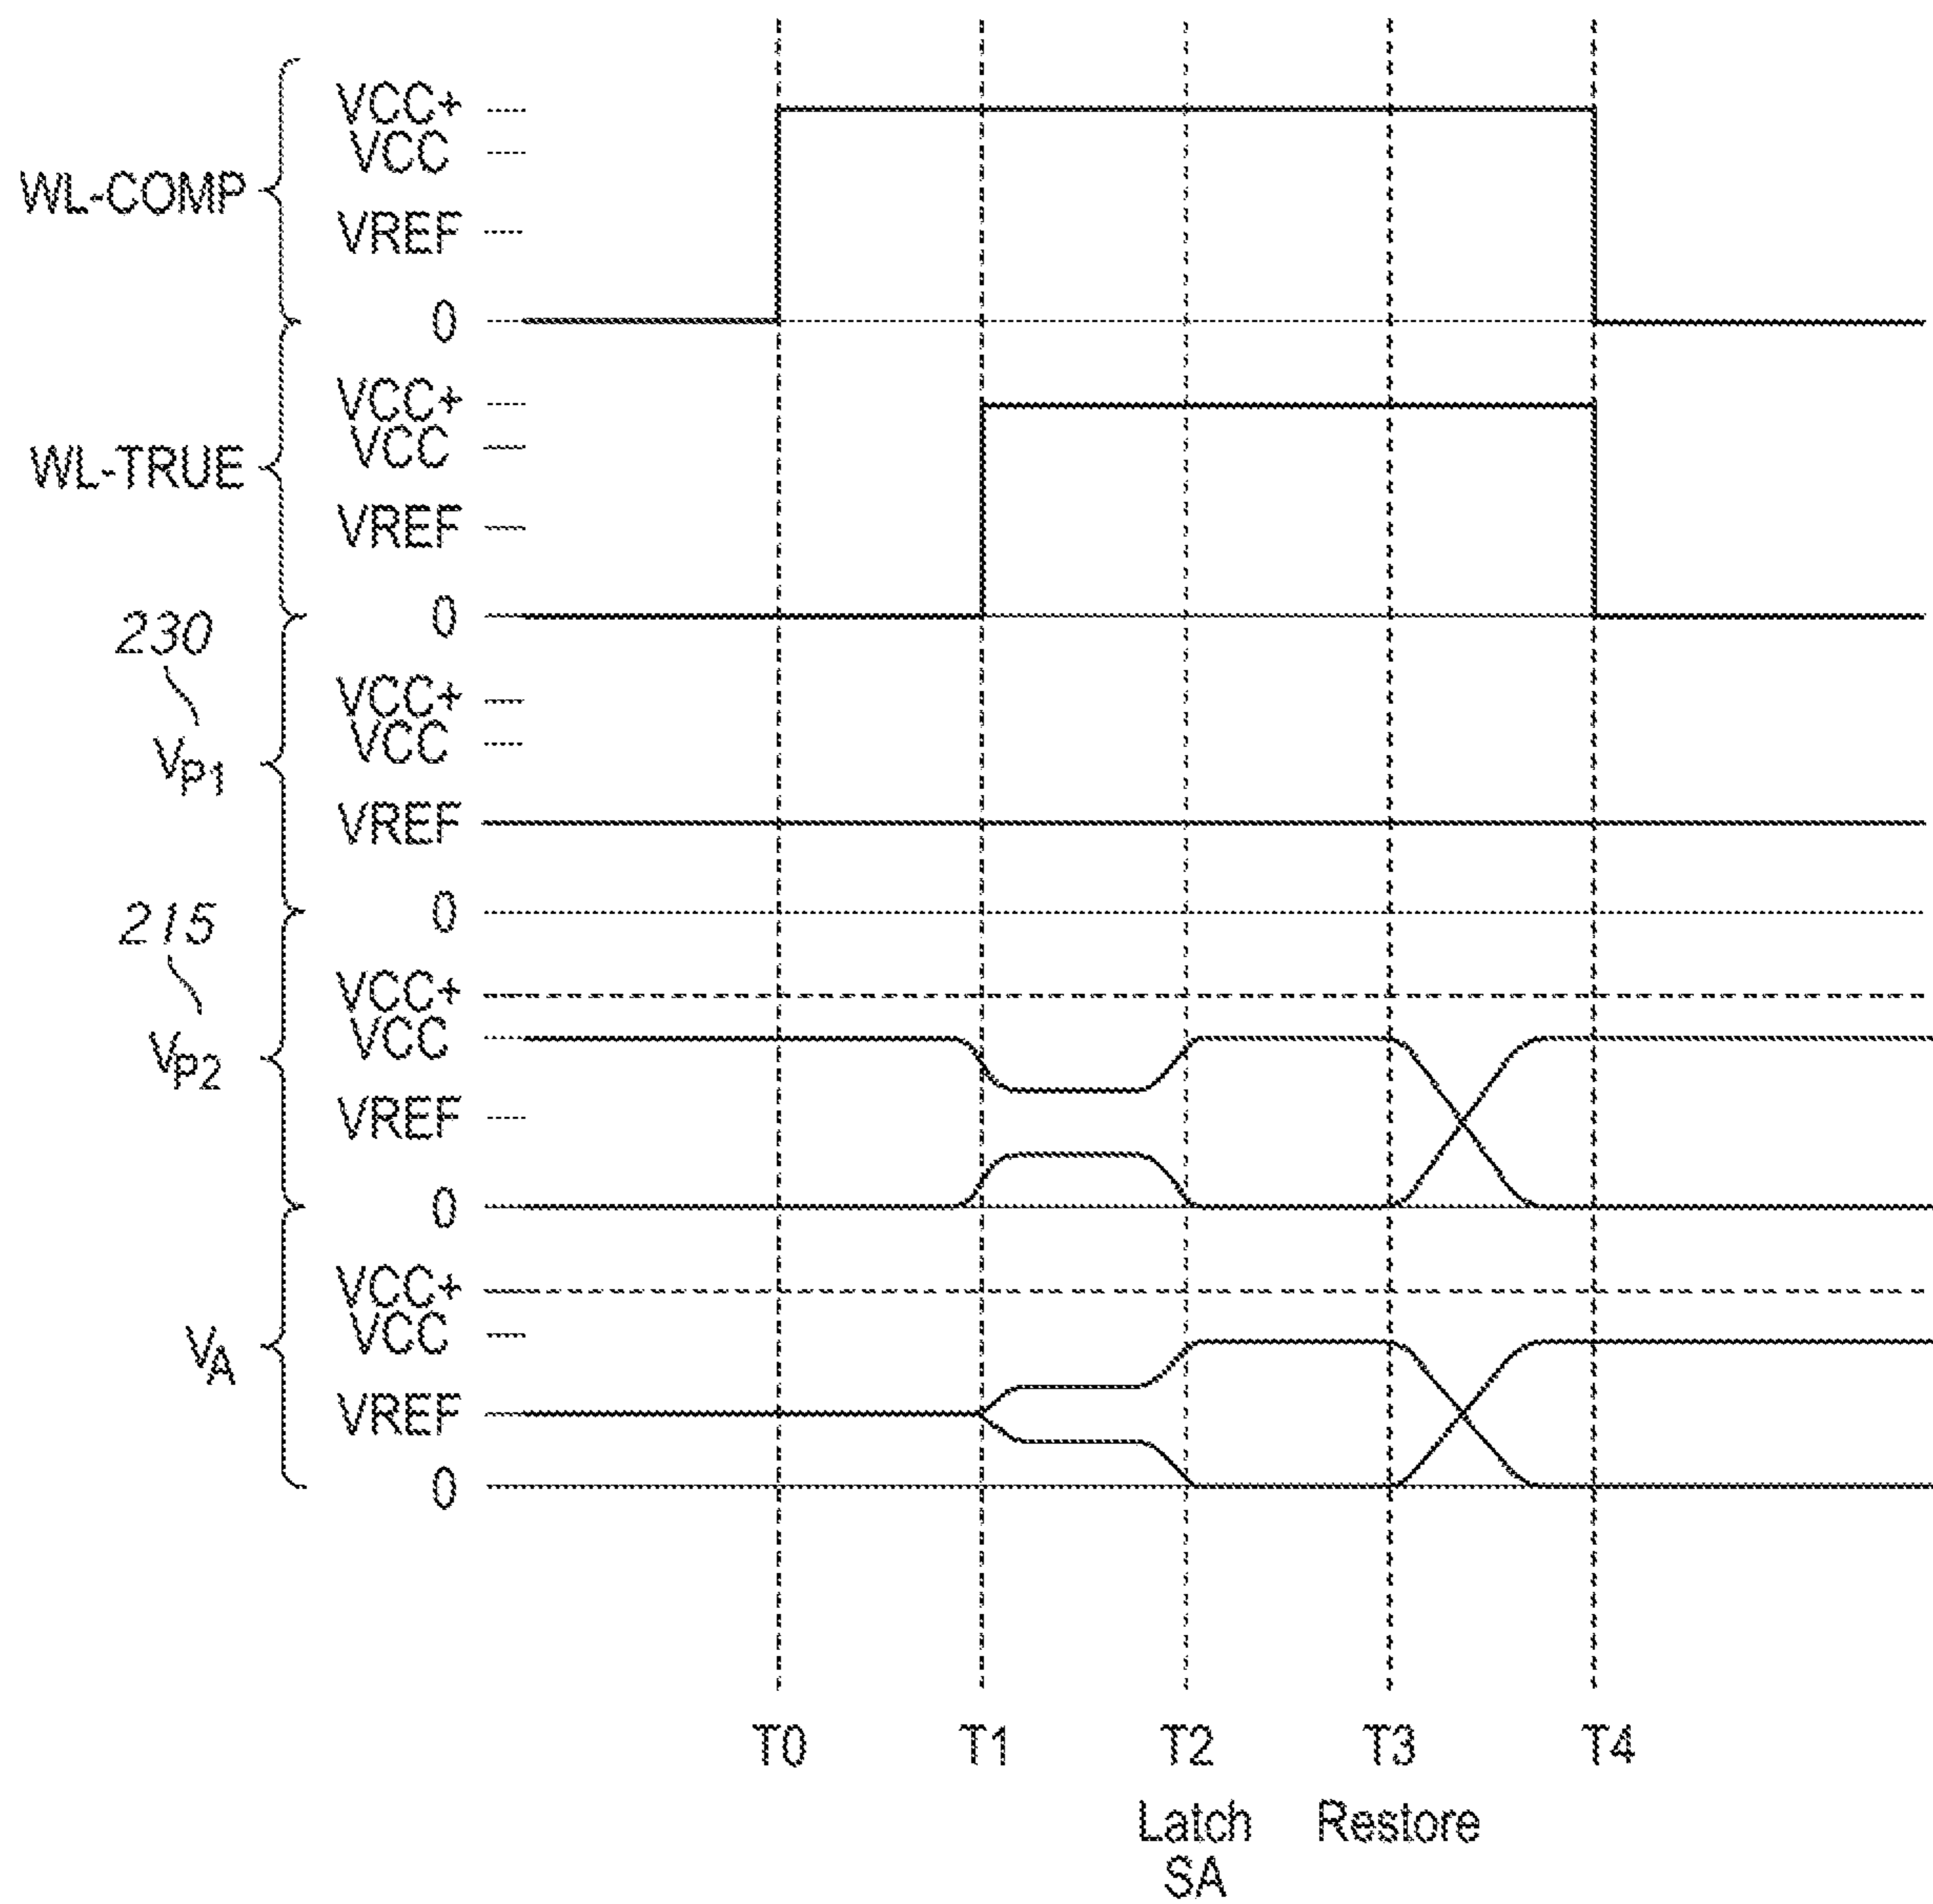 WL-COMP
VCC+
VCC
VREF
0
WL-TRUE
VCC+
VCC
VREF
0
230
VP1
VCC+
VCC
VREF
0
215
VP2
VCC+
VCC
VREF
0
VA
VCC+
VCC
VREF
0
T0 T1 T2 T3 T4
Latch Restore
SA